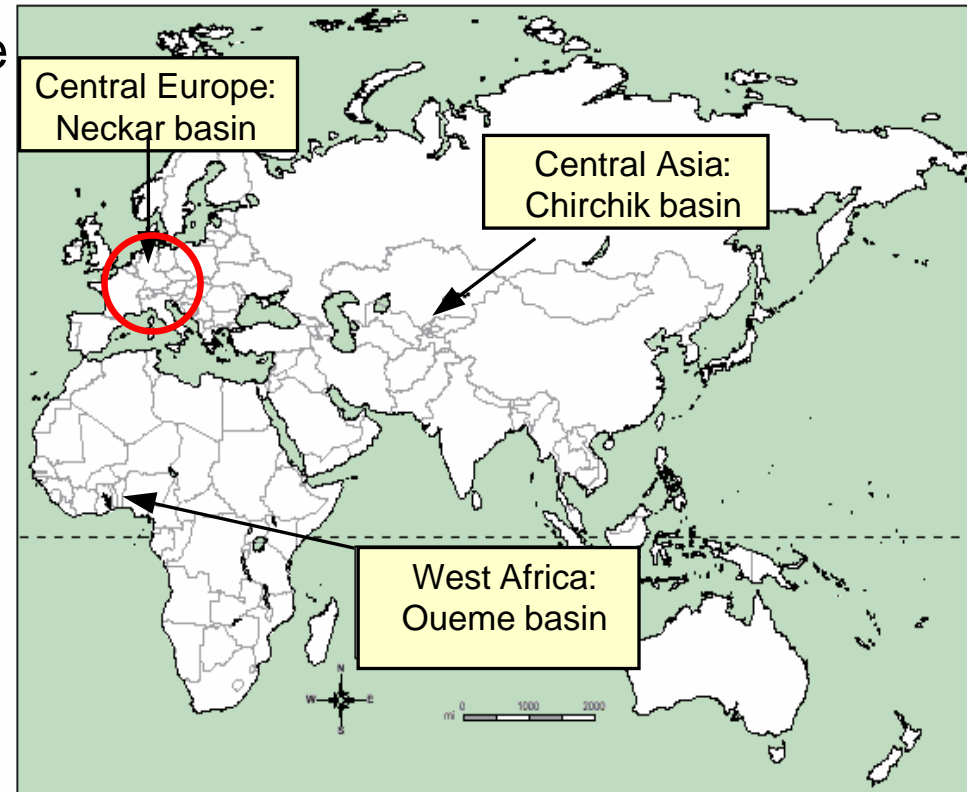 e
Central Europe:
Neckar basin
Central Asia:
Chirchik basin
West Africa:
Oueme basin
N
W E
S
mi 0 1000 2000